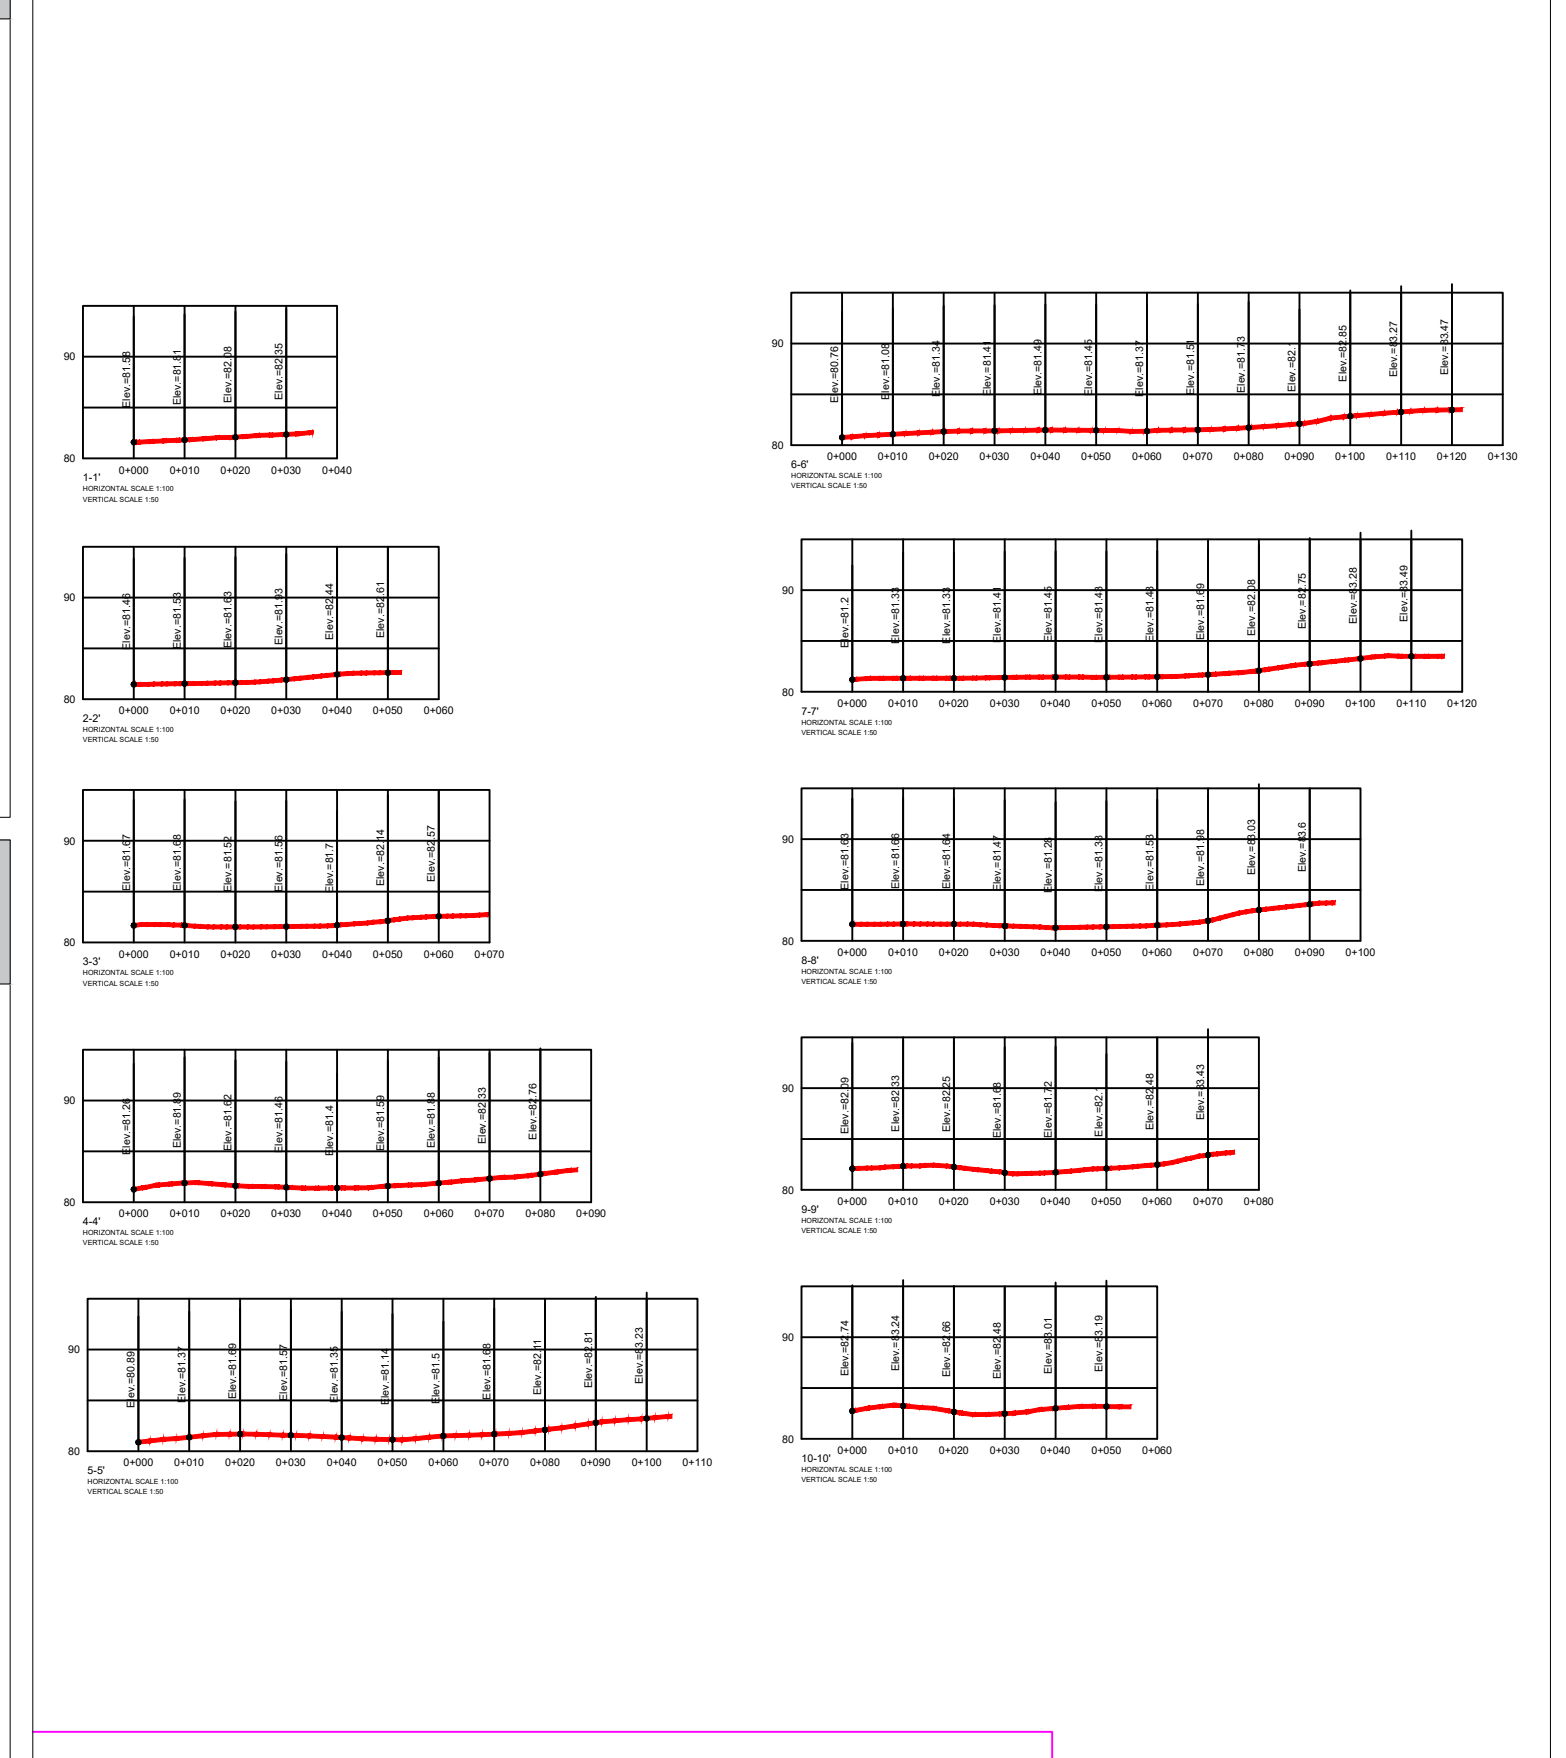 90
80
Elev.=81.58
Elev.=81.81
Elev.=82.08
Elev.=82.35
0+000 0+010 0+020 0+030 0+040
1-1'
HORIZONTAL SCALE 1:100
VERTICAL SCALE 1:50
90
80
Elev.=81.46
Elev.=81.53
Elev.=81.63
Elev.=81.93
Elev.=82.44
Elev.=82.61
0+000 0+010 0+020 0+030 0+040 0+050 0+060
2-2'
HORIZONTAL SCALE 1:100
VERTICAL SCALE 1:50
90
80
Elev.=81.67
Elev.=81.68
Elev.=81.52
Elev.=81.56
Elev.=81.7
Elev.=82.14
Elev.=82.57
0+000 0+010 0+020 0+030 0+040 0+050 0+060 0+070
3-3'
HORIZONTAL SCALE 1:100
VERTICAL SCALE 1:50
90
80
Elev.=81.26
Elev.=81.89
Elev.=81.62
Elev.=81.46
Elev.=81.4
Elev.=81.59
Elev.=81.88
Elev.=82.33
Elev.=82.76
0+000 0+010 0+020 0+030 0+040 0+050 0+060 0+070 0+080 0+090
4-4'
HORIZONTAL SCALE 1:100
VERTICAL SCALE 1:50
90
80
Elev.=80.89
Elev.=81.37
Elev.=81.69
Elev.=81.57
Elev.=81.35
Elev.=81.14
Elev.=81.5
Elev.=81.68
Elev.=82.11
Elev.=82.81
Elev.=83.23
0+000 0+010 0+020 0+030 0+040 0+050 0+060 0+070 0+080 0+090 0+100 0+110
5-5'
HORIZONTAL SCALE 1:100
VERTICAL SCALE 1:50
90
80
Elev.=80.76
Elev.=81.08
Elev.=81.34
Elev.=81.41
Elev.=81.49
Elev.=81.45
Elev.=81.37
Elev.=81.51
Elev.=81.73
Elev.=82.1
Elev.=82.85
Elev.=83.27
Elev.=83.47
0+000 0+010 0+020 0+030 0+040 0+050 0+060 0+070 0+080 0+090 0+100 0+110 0+120 0+130
6-6'
HORIZONTAL SCALE 1:100
VERTICAL SCALE 1:50
90
80
Elev.=81.2
Elev.=81.33
Elev.=81.33
Elev.=81.41
Elev.=81.45
Elev.=81.43
Elev.=81.48
Elev.=81.69
Elev.=82.08
Elev.=82.75
Elev.=83.28
Elev.=83.49
0+000 0+010 0+020 0+030 0+040 0+050 0+060 0+070 0+080 0+090 0+100 0+110 0+120
7-7'
HORIZONTAL SCALE 1:100
VERTICAL SCALE 1:50
90
80
Elev.=81.63
Elev.=81.66
Elev.=81.64
Elev.=81.47
Elev.=81.28
Elev.=81.38
Elev.=81.53
Elev.=81.98
Elev.=83.03
Elev.=83.6
0+000 0+010 0+020 0+030 0+040 0+050 0+060 0+070 0+080 0+090 0+100
8-8'
HORIZONTAL SCALE 1:100
VERTICAL SCALE 1:50
90
80
Elev.=82.09
Elev.=82.33
Elev.=82.25
Elev.=81.68
Elev.=81.72
Elev.=82.1
Elev.=82.48
Elev.=83.43
0+000 0+010 0+020 0+030 0+040 0+050 0+060 0+070 0+080
9-9'
HORIZONTAL SCALE 1:100
VERTICAL SCALE 1:50
90
80
Elev.=82.74
Elev.=83.24
Elev.=82.66
Elev.=82.48
Elev.=83.01
Elev.=83.19
0+000 0+010 0+020 0+030 0+040 0+050 0+060
10-10'
HORIZONTAL SCALE 1:100
VERTICAL SCALE 1:50